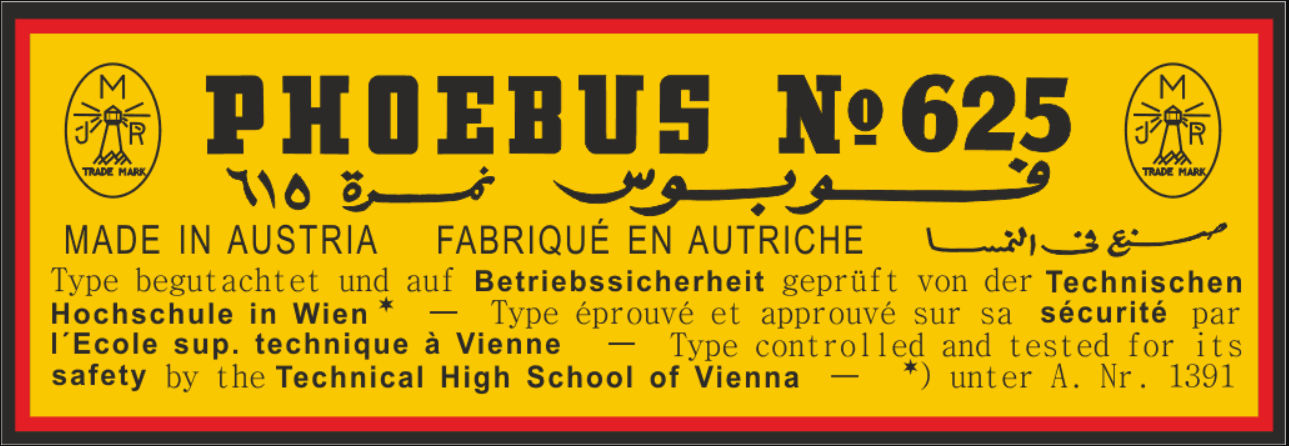 M
J R
TRADE MARK
PHOEBUS Nº 625
M
J R
TRADE MARK
فوبوس نمرة ٦١٥
MADE IN AUSTRIA FABRIQUÉ EN AUTRICHE صنع في النمسا
Type begutachtet und auf Betriebssicherheit geprüft von der Technischen
Hochschule in Wien * — Type éprouvé et approuvé sur sa sécurité par
l´Ecole sup. technique à Vienne — Type controlled and tested for its
safety by the Technical High School of Vienna — *) unter A. Nr. 1391